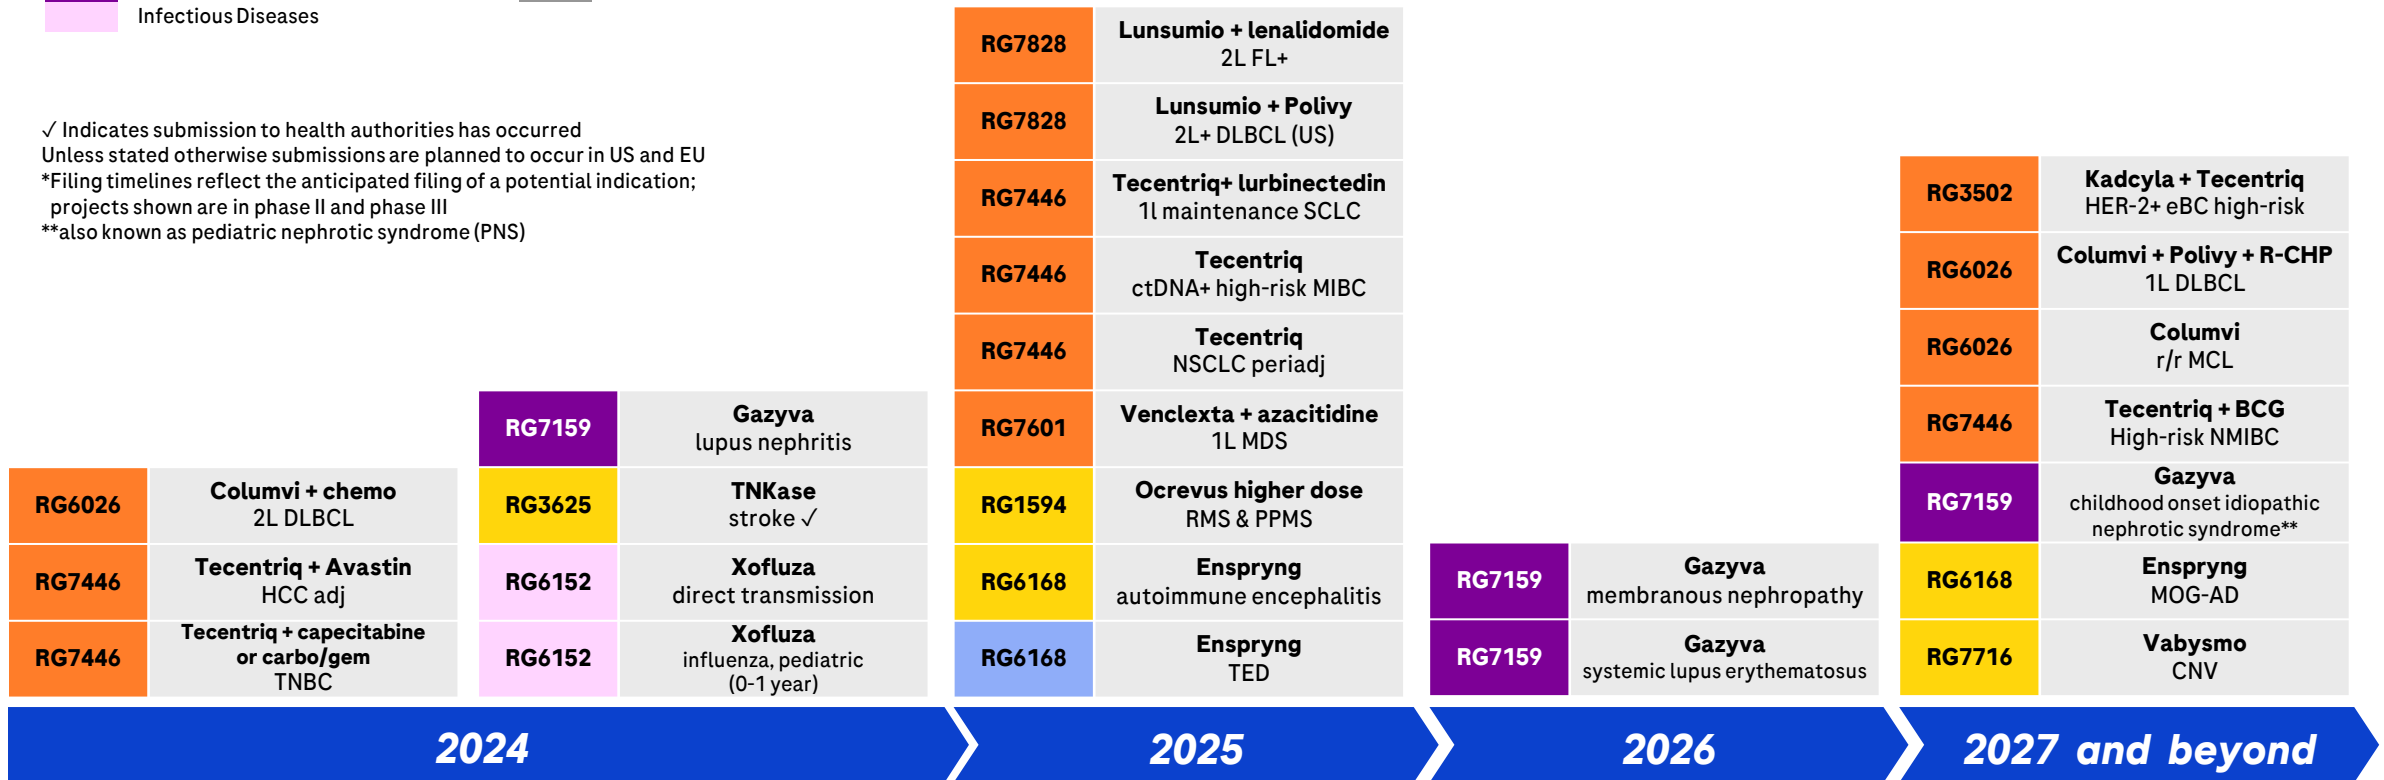 Infectious Diseases
✓ Indicates submission to health authorities has occurred
Unless stated otherwise submissions are planned to occur in US and EU
*Filing timelines reflect the anticipated filing of a potential indication;
projects shown are in phase II and phase III
**also known as pediatric nephrotic syndrome (PNS)
RG6026
Columvi + chemo
2L DLBCL
RG7446
Tecentriq + Avastin
HCC adj
RG7446
Tecentriq + capecitabine
or carbo/gem
TNBC
RG7159
Gazyva
lupus nephritis
RG3625
TNKase
stroke ✓
RG6152
Xofluza
direct transmission
RG6152
Xofluza
influenza, pediatric
(0-1 year)
RG7828
Lunsumio + lenalidomide
2L FL+
RG7828
Lunsumio + Polivy
2L+ DLBCL (US)
RG7446
Tecentriq+ lurbinectedin
1l maintenance SCLC
RG7446
Tecentriq
ctDNA+ high-risk MIBC
RG7446
Tecentriq
NSCLC periadj
RG7601
Venclexta + azacitidine
1L MDS
RG1594
Ocrevus higher dose
RMS & PPMS
RG6168
Enspryng
autoimmune encephalitis
RG6168
Enspryng
TED
RG7159
Gazyva
membranous nephropathy
RG7159
Gazyva
systemic lupus erythematosus
RG3502
Kadcyla + Tecentriq
HER-2+ eBC high-risk
RG6026
Columvi + Polivy + R-CHP
1L DLBCL
RG6026
Columvi
r/r MCL
RG7446
Tecentriq + BCG
High-risk NMIBC
RG7159
Gazyva
childhood onset idiopathic
nephrotic syndrome**
RG6168
Enspryng
MOG-AD
RG7716
Vabysmo
CNV
2024
2025
2026
2027 and beyond